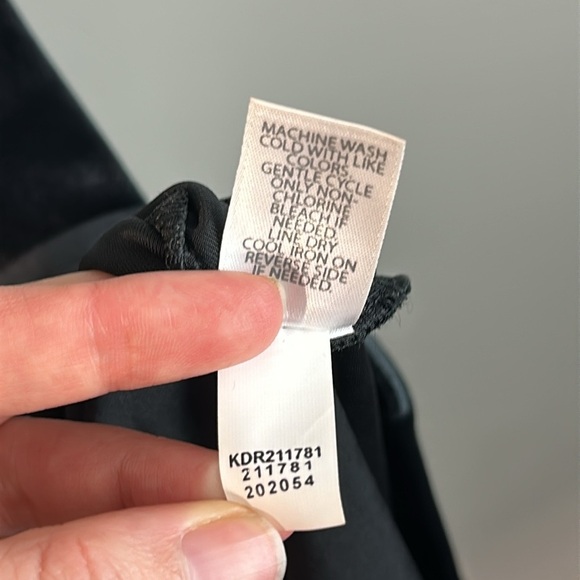 MACHINE WASH
COLD WITH LIKE
COLORS.
GENTLE CYCLE
ONLY NON-
CHLORINE
BLEACH IF
NEEDED.
LINE DRY
COOL IRON ON
REVERSE SIDE
IF NEEDED.
KDR211781
211781
202054